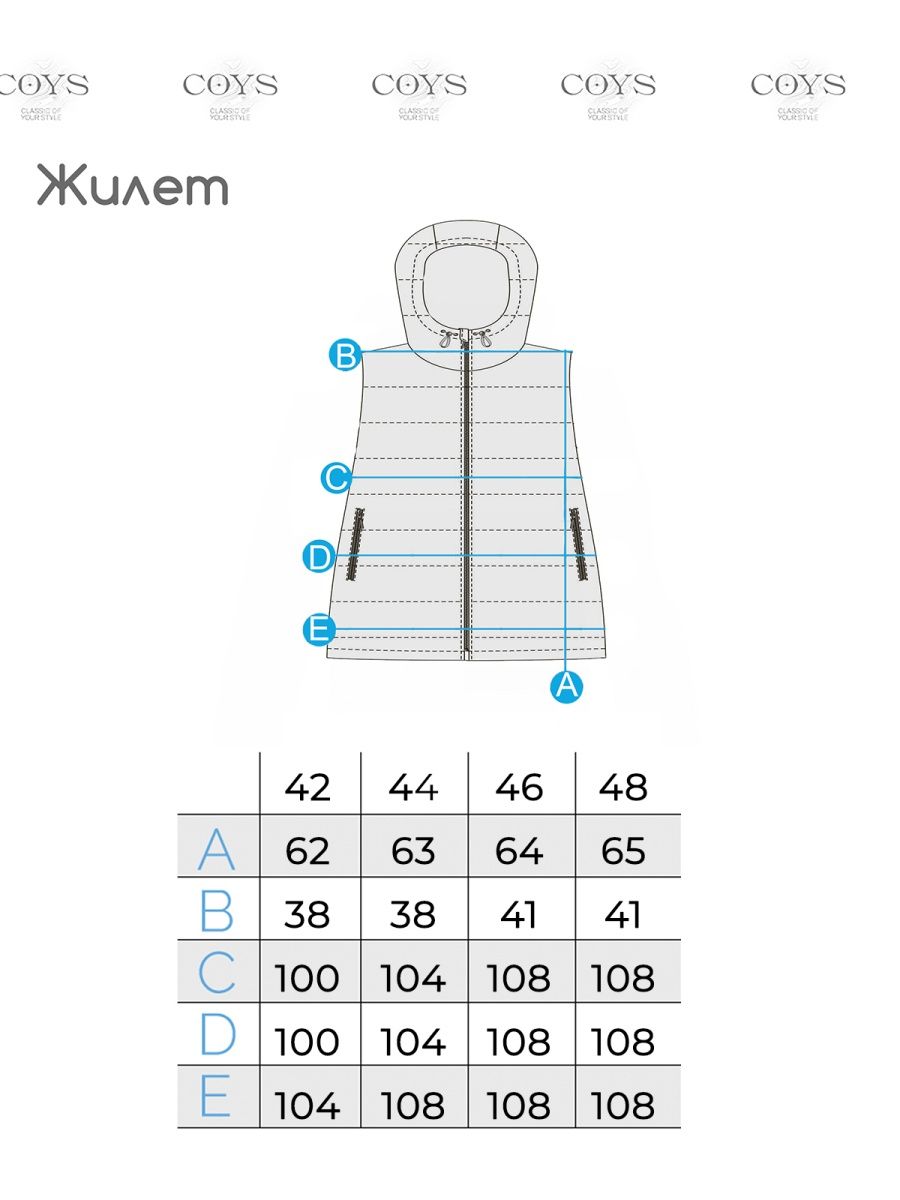 COYS COYS COYS COYS COYS
CLASSIC OF CLASSIC OF CLASSIC OF CLASSIC OF CLASSIC OF
YOUR STYLE YOUR STYLE YOUR STYLE YOUR STYLE YOUR STYLE
Жилет
B
C
D
E
A
42 44 46 48
A 62 63 64 65
B 38 38 41 41
C 100 104 108 108
D 100 104 108 108
E 104 108 108 108